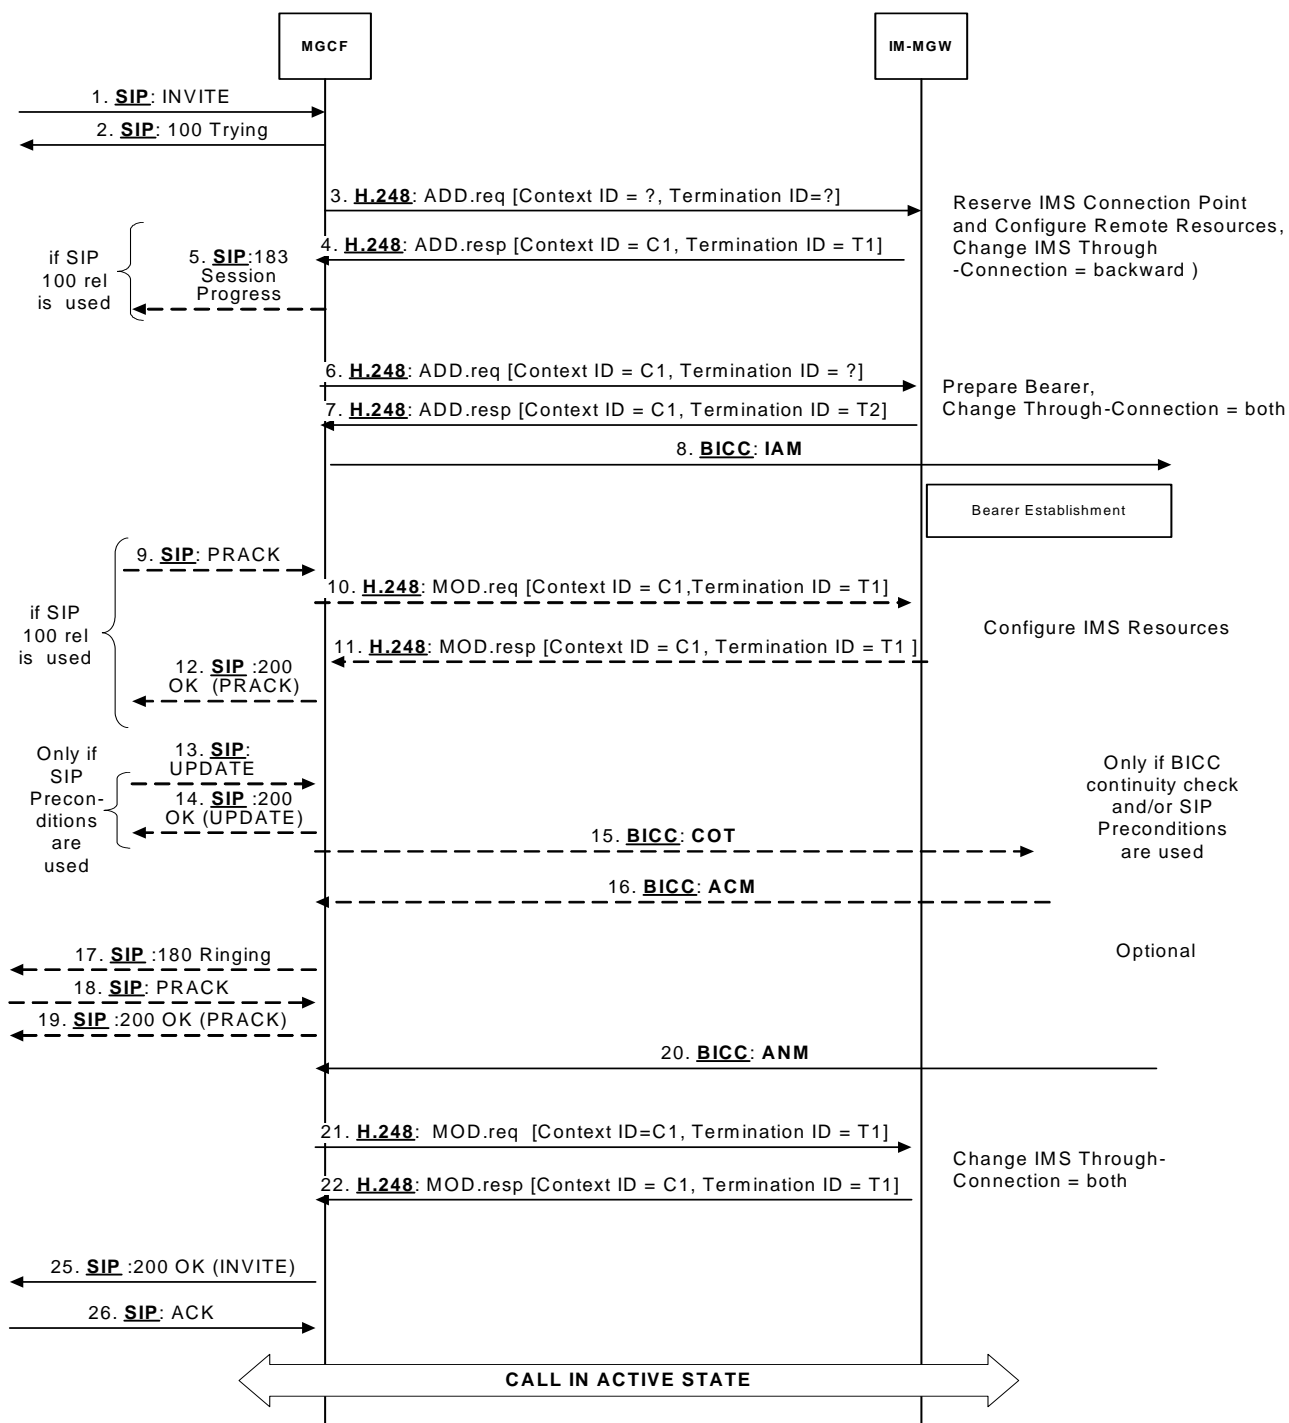 MGCF
IM-MGW
1. SIP: INVITE
2. SIP: 100 Trying
3. H.248: ADD.req [Context ID = ?, Termination ID=?]
Reserve IMS Connection Point
and Configure Remote Resources,
Change IMS Through
-Connection = backward )
4. H.248: ADD.resp [Context ID = C1, Termination ID = T1]
if SIP
100 rel
is used
5. SIP:183
Session
Progress
6. H.248: ADD.req [Context ID = C1, Termination ID = ?]
Prepare Bearer,
Change Through-Connection = both
7. H.248: ADD.resp [Context ID = C1, Termination ID = T2]
8. BICC: IAM
Bearer Establishment
9. SIP: PRACK
10. H.248: MOD.req [Context ID = C1,Termination ID = T1]
if SIP
100 rel
is used
Configure IMS Resources
11. H.248: MOD.resp [Context ID = C1, Termination ID = T1 ]
12. SIP :200
OK (PRACK)
Only if
SIP
Precon-
ditions
are
used
13. SIP:
UPDATE
14. SIP :200
OK (UPDATE)
Only if BICC
continuity check
and/or SIP
Preconditions
are used
15. BICC: COT
16. BICC: ACM
17. SIP :180 Ringing
Optional
18. SIP: PRACK
19. SIP :200 OK (PRACK)
20. BICC: ANM
21. H.248: MOD.req [Context ID=C1, Termination ID = T1]
Change IMS Through-
Connection = both
22. H.248: MOD.resp [Context ID = C1, Termination ID = T1]
25. SIP :200 OK (INVITE)
26. SIP: ACK
CALL IN ACTIVE STATE